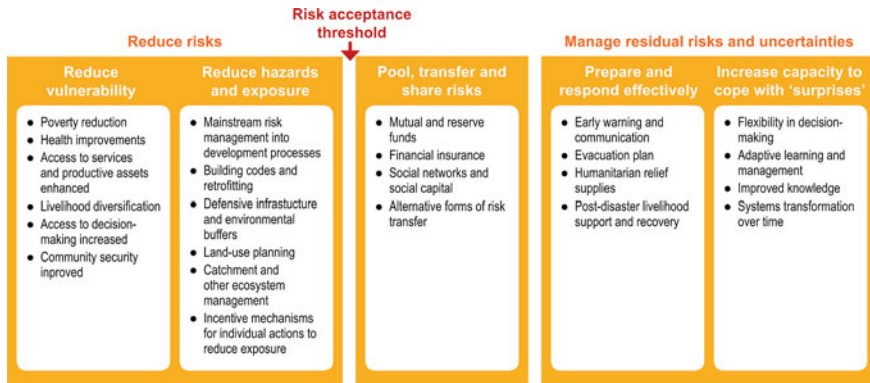 Risk acceptance
threshold
Reduce risks
Manage residual risks and uncertainties
Reduce
vulnerability
● Poverty reduction
● Health improvements
● Access to services
and productive assets
enhanced
● Livelihood diversification
● Access to decision-
making increased
● Community security
inproved
Reduce hazards
and exposure
● Mainstream risk
management into
development processes
● Building codes and
retrofitting
● Defensive infrastucture
and environmental
buffers
● Land-use planning
● Catchment and
other ecosystem
management
● Incentive mechanisms
for individual actions to
reduce exposure
Pool, transfer and
share risks
● Mutual and reserve
funds
● Financial insurance
● Social networks and
social capital
● Alternative forms of risk
transfer
Prepare and
respond effectively
● Early warning and
communication
● Evacuation plan
● Humanitarian relief
supplies
● Post-disaster livelihood
support and recovery
Increase capacity to
cope with ‘surprises’
● Flexibility in decision-
making
● Adaptive learning and
management
● Improved knowledge
● Systems transformation
over time